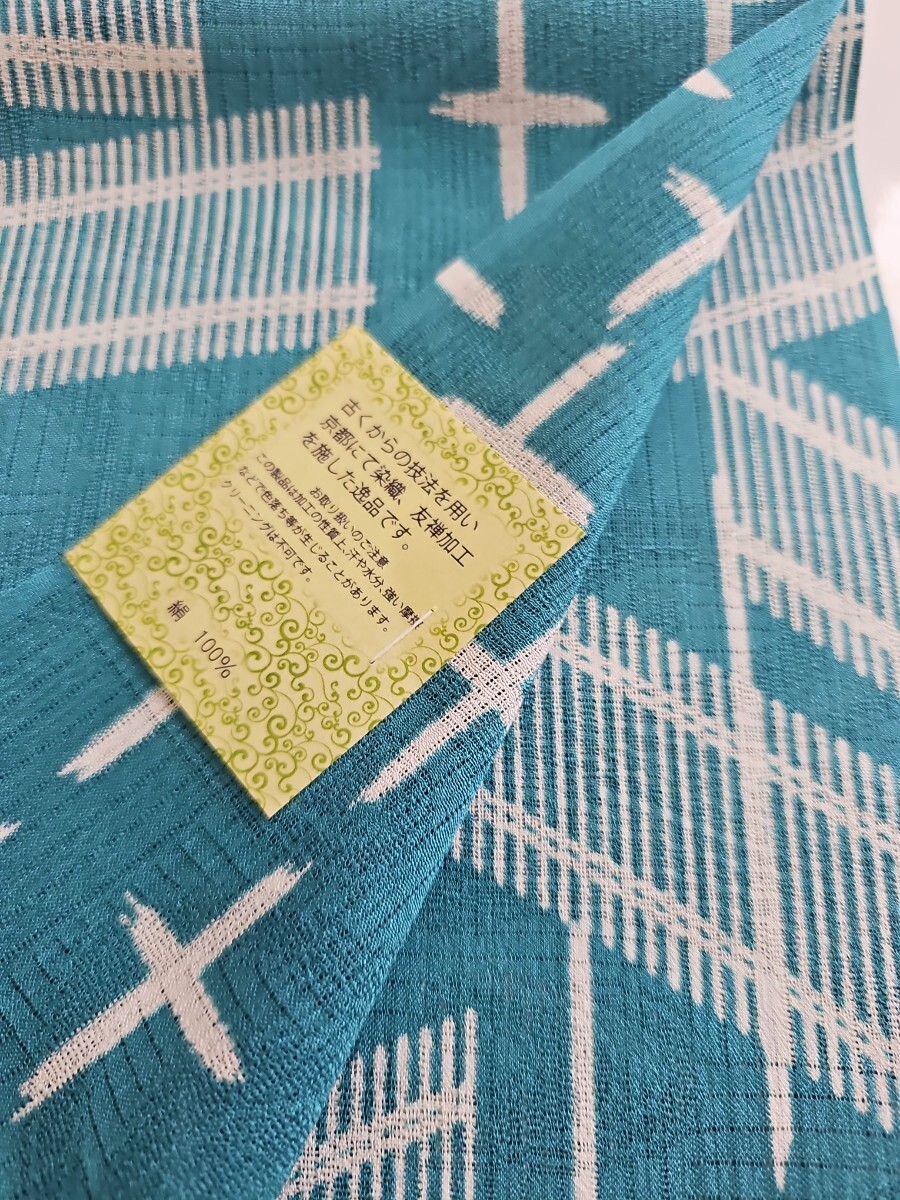 古くからの技法を用い
京都にて染織、友禅加工
を施した逸品です。
お取り扱いのご注意
この製品は加工の性質上、汗や水分、強い摩擦
などで色落ち等が生じることがあります。
クリーニングは不可です。
絹 100%